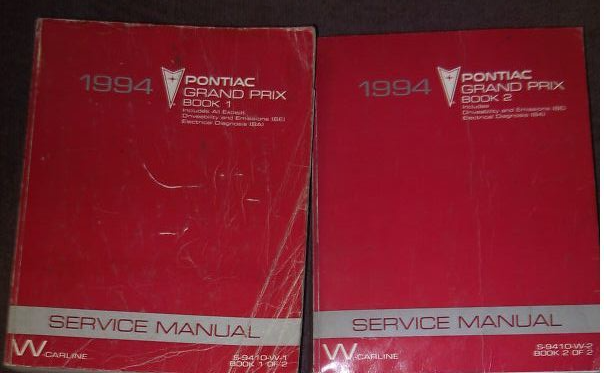 1994 PONTIAC
GRAND PRIX
BOOK 1
Includes All Except
Driveability and Emissions (6E)
Electrical Diagnosis (8A)
SERVICE MANUAL
W-CARLINE
S-9410-W-1
BOOK 1 OF 2
1994 PONTIAC
GRAND PRIX
BOOK 2
Includes
Driveability and Emissions (6E)
Electrical Diagnosis (8A)
SERVICE MANUAL
W-CARLINE
S-9410-W-2
BOOK 2 OF 2